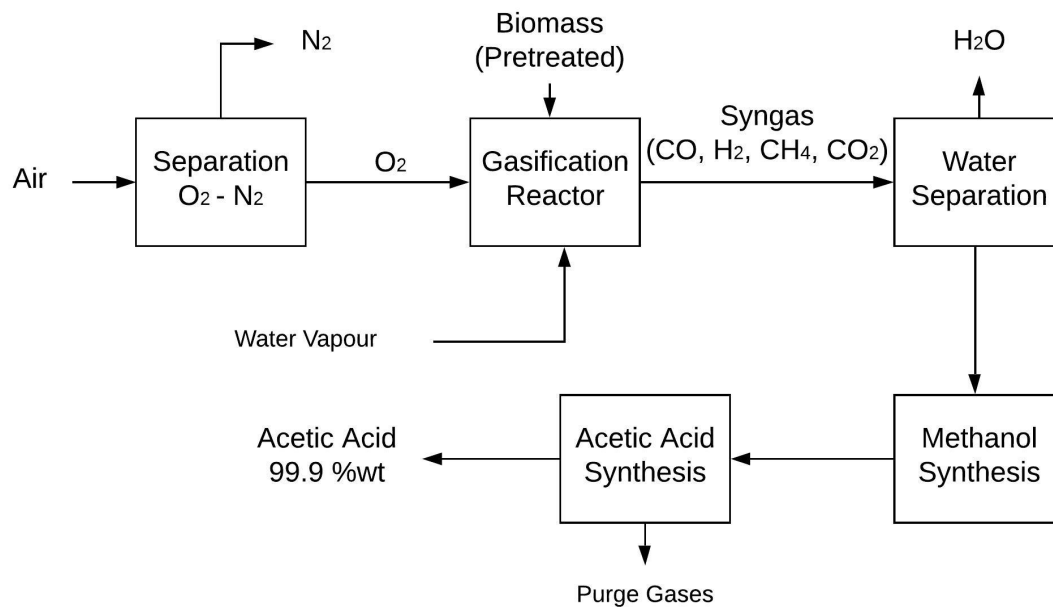 N2
Biomass
(Pretreated)
H2O
Air
Separation
O2 - N2
O2
Gasification
Reactor
Syngas
(CO, H2, CH4, CO2)
Water
Separation
Water Vapour
Acetic Acid
99.9 %wt
Acetic Acid
Synthesis
Methanol
Synthesis
Purge Gases